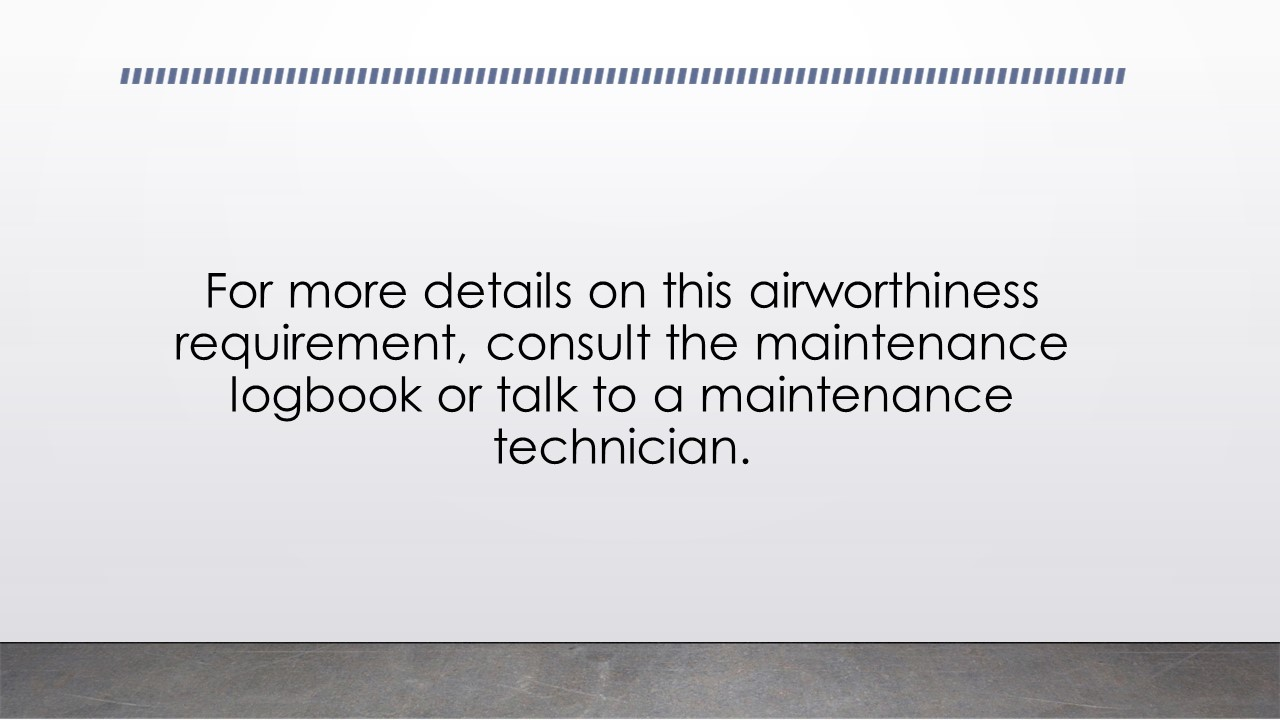 For more details on this airworthiness
requirement, consult the maintenance
logbook or talk to a maintenance
technician.